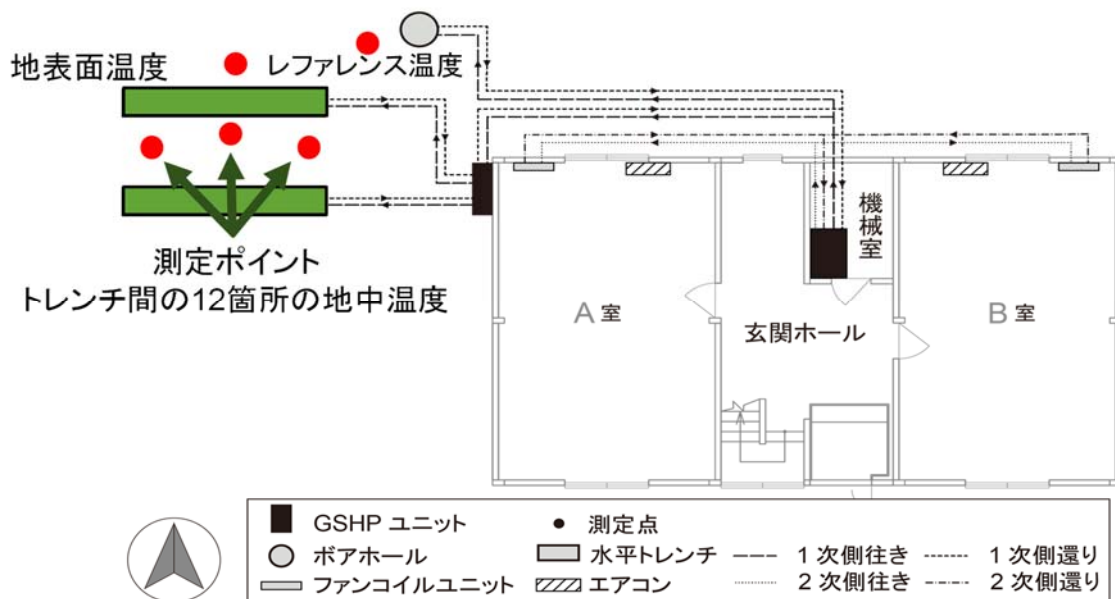 地表面温度
レファレンス温度
測定ポイント
トレンチ間の12箇所の地中温度
機械室
A 室
玄関ホール
B 室
GSHP ユニット
測定点
ボアホール
水平トレンチ
1 次側往き
1 次側還り
ファンコイルユニット
エアコン
2 次側往き
2 次側還り